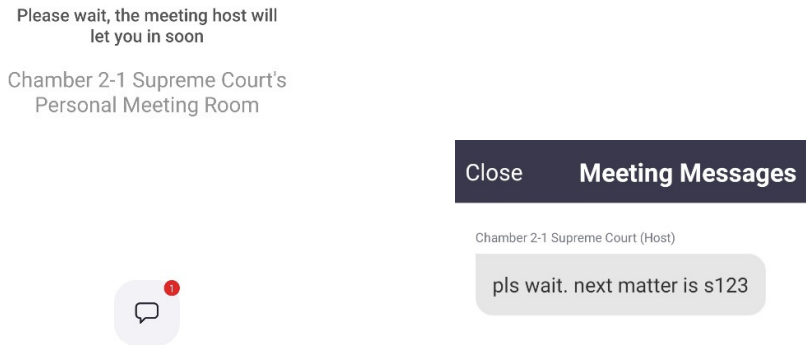 Please wait, the meeting host will
let you in soon
Chamber 2-1 Supreme Court's
Personal Meeting Room
1
Close Meeting Messages
Chamber 2-1 Supreme Court (Host)
pls wait. next matter is s123